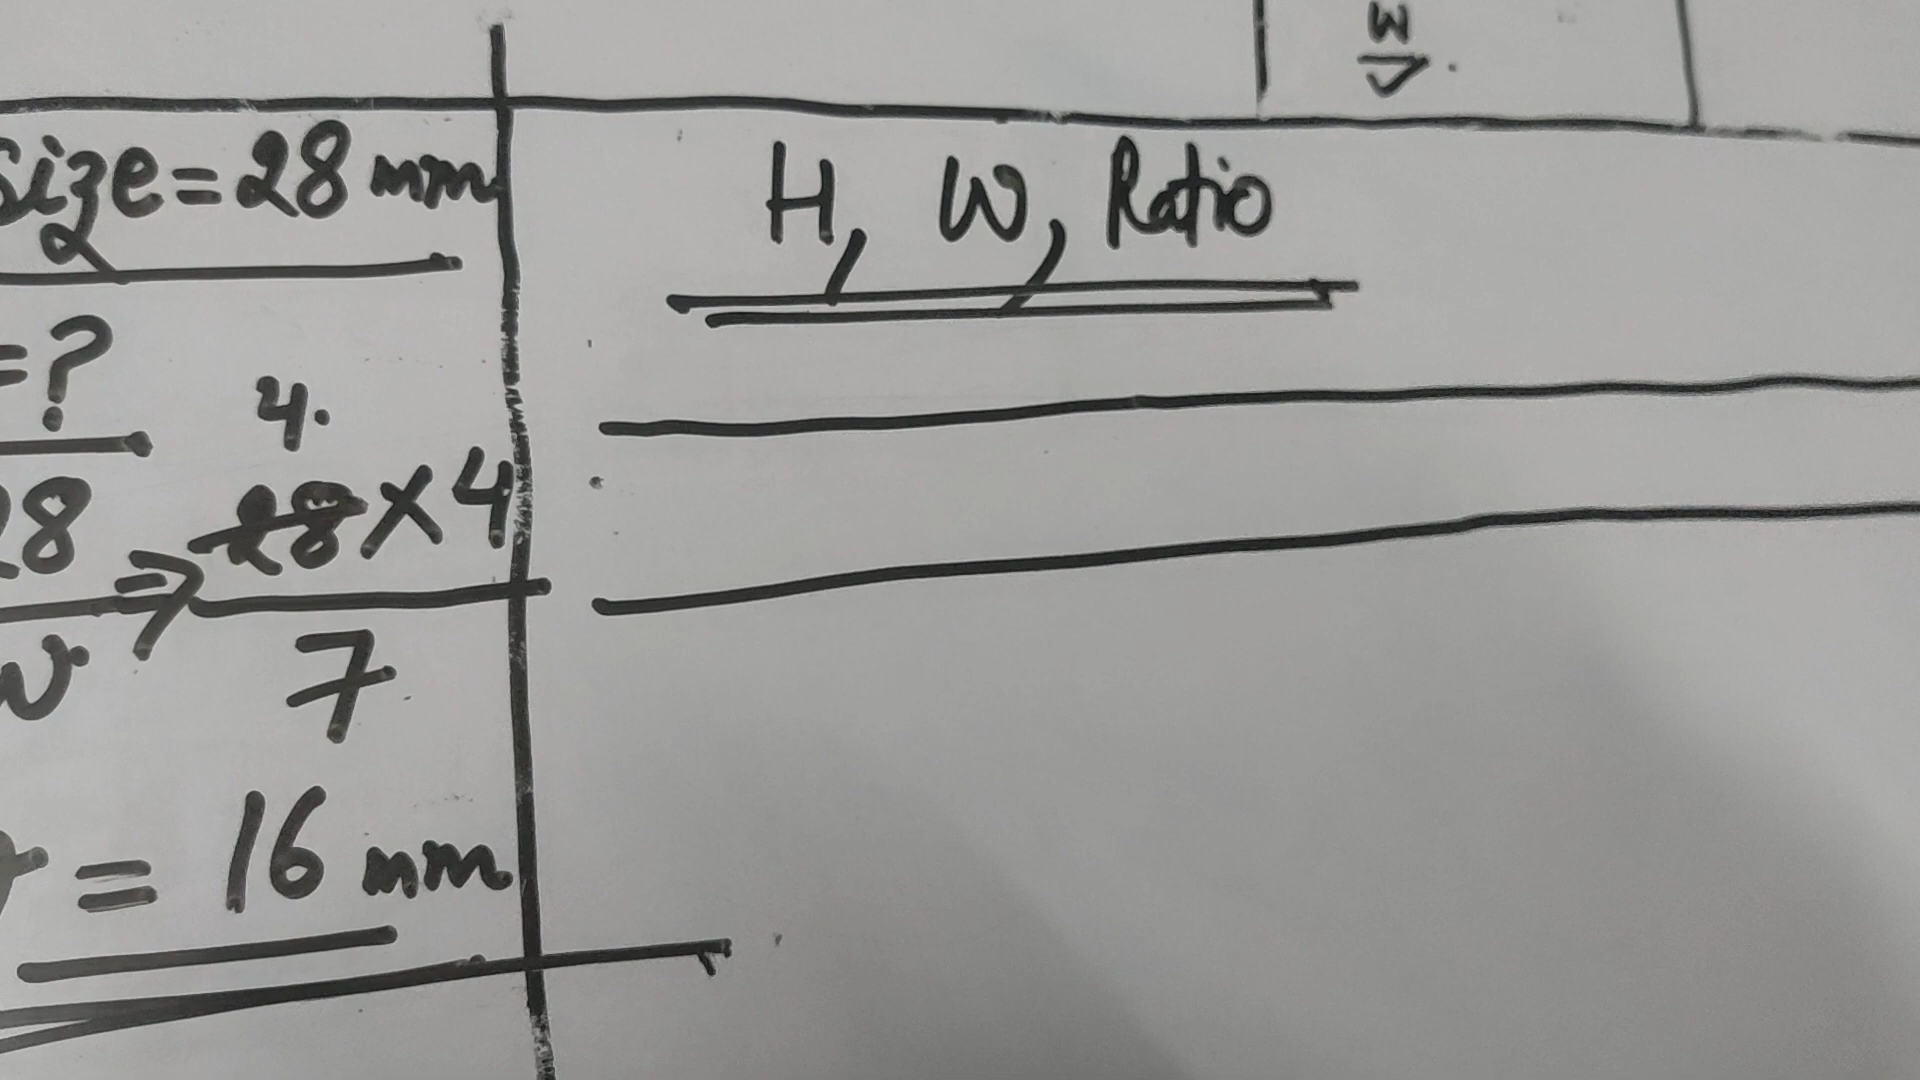 Size = 28 mm
= ?
4.
28 ⇒ 28 × 4
7
= 16 mm
H, W, Ratio